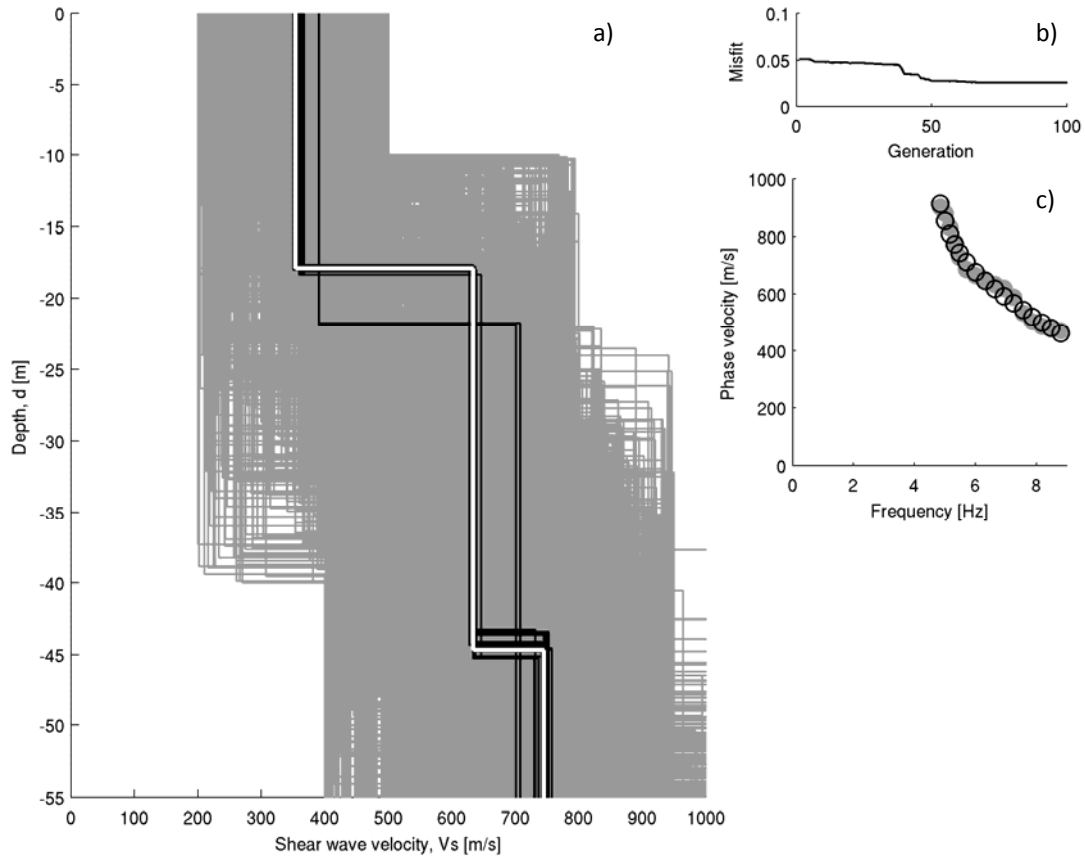 a)
0
-5
-10
-15
-20
-25
-30
-35
-40
-45
-50
-55
Depth, d [m]
0 100 200 300 400 500 600 700 800 900 1000
Shear wave velocity, Vs [m/s]
b)
0.1
0.05
0
Misfit
0 50 100
Generation
c)
1000
800
600
400
200
0
Phase velocity [m/s]
0 2 4 6 8
Frequency [Hz]